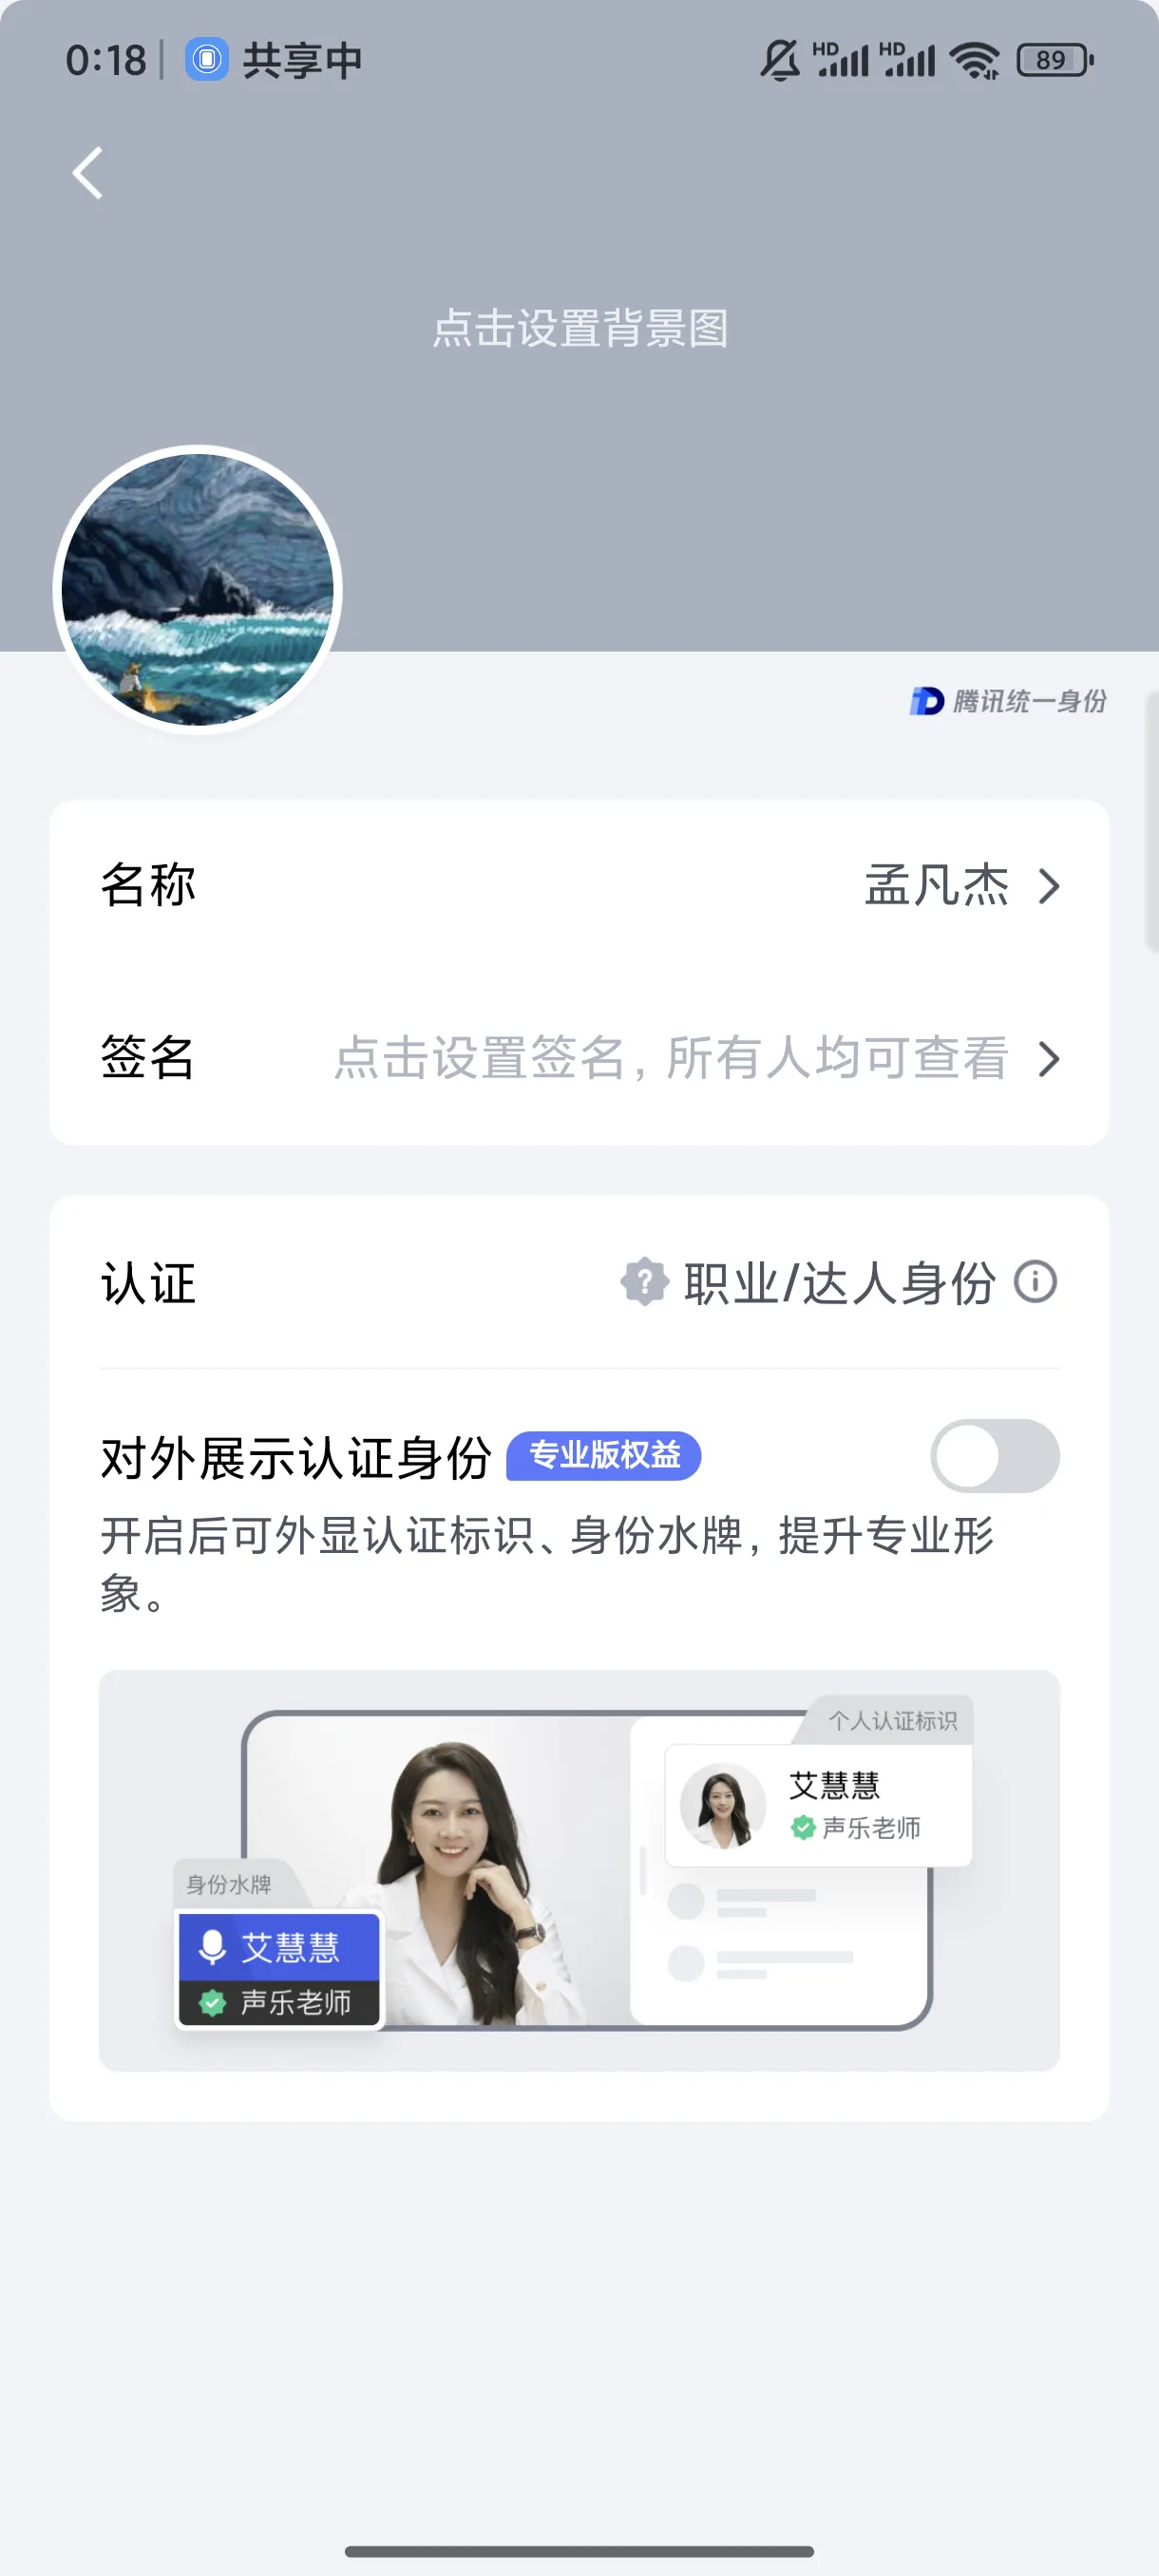 0:18
共享中
HD HD 89
点击设置背景图
腾讯统一身份
名称
孟凡杰
签名
点击设置签名，所有人均可查看
认证
职业/达人身份
对外展示认证身份 专业版权益
开启后可外显认证标识、身份水牌，提升专业形
象。
个人认证标识
艾慧慧
声乐老师
身份水牌
艾慧慧
声乐老师